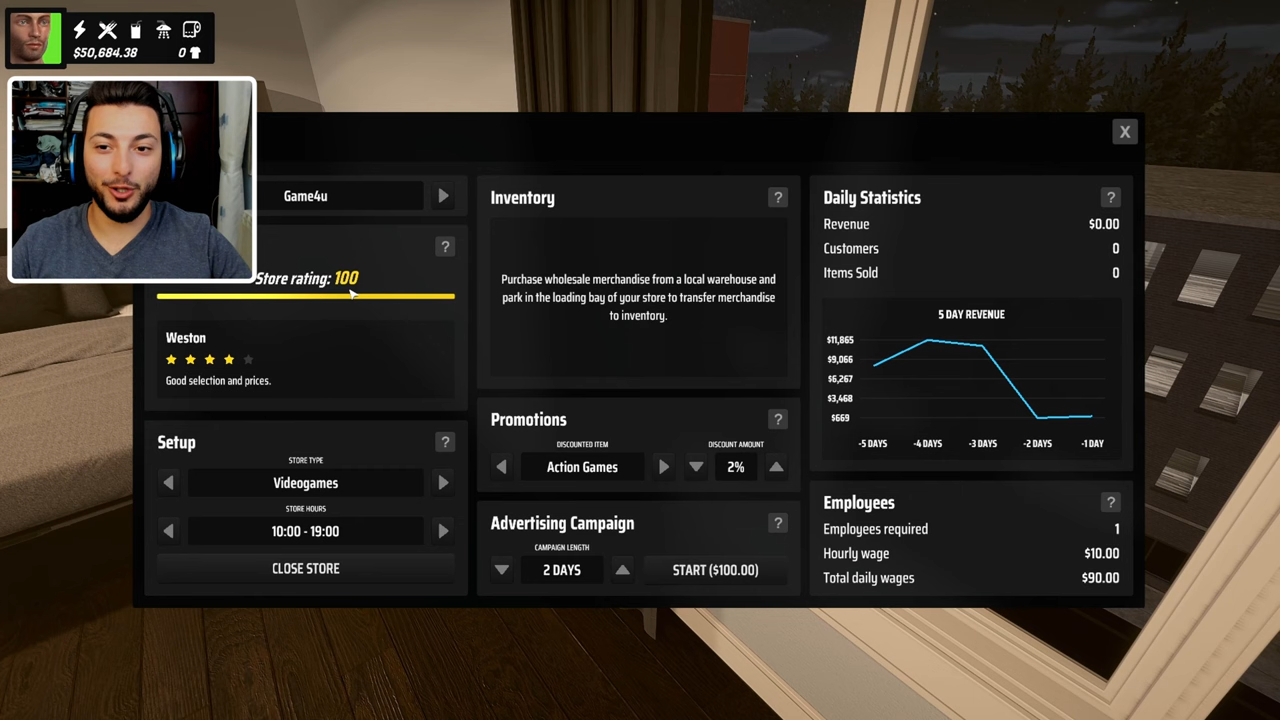 $50,684.38
0
X
Game4u
?
Store rating: 100
Weston
Good selection and prices.
Setup
?
STORE TYPE
Videogames
STORE HOURS
10:00 - 19:00
CLOSE STORE
Inventory
?
Purchase wholesale merchandise from a local warehouse and
park in the loading bay of your store to transfer merchandise
to inventory.
Promotions
?
DISCOUNTED ITEM
DISCOUNT AMOUNT
Action Games
2%
Advertising Campaign
?
CAMPAIGN LENGTH
2 DAYS
START ($100.00)
Daily Statistics
?
Revenue $0.00
Customers 0
Items Sold 0
5 DAY REVENUE
$11,865
$9,066
$6,267
$3,468
$669
-5 DAYS -4 DAYS -3 DAYS -2 DAYS -1 DAY
Employees
?
Employees required 1
Hourly wage $10.00
Total daily wages $90.00